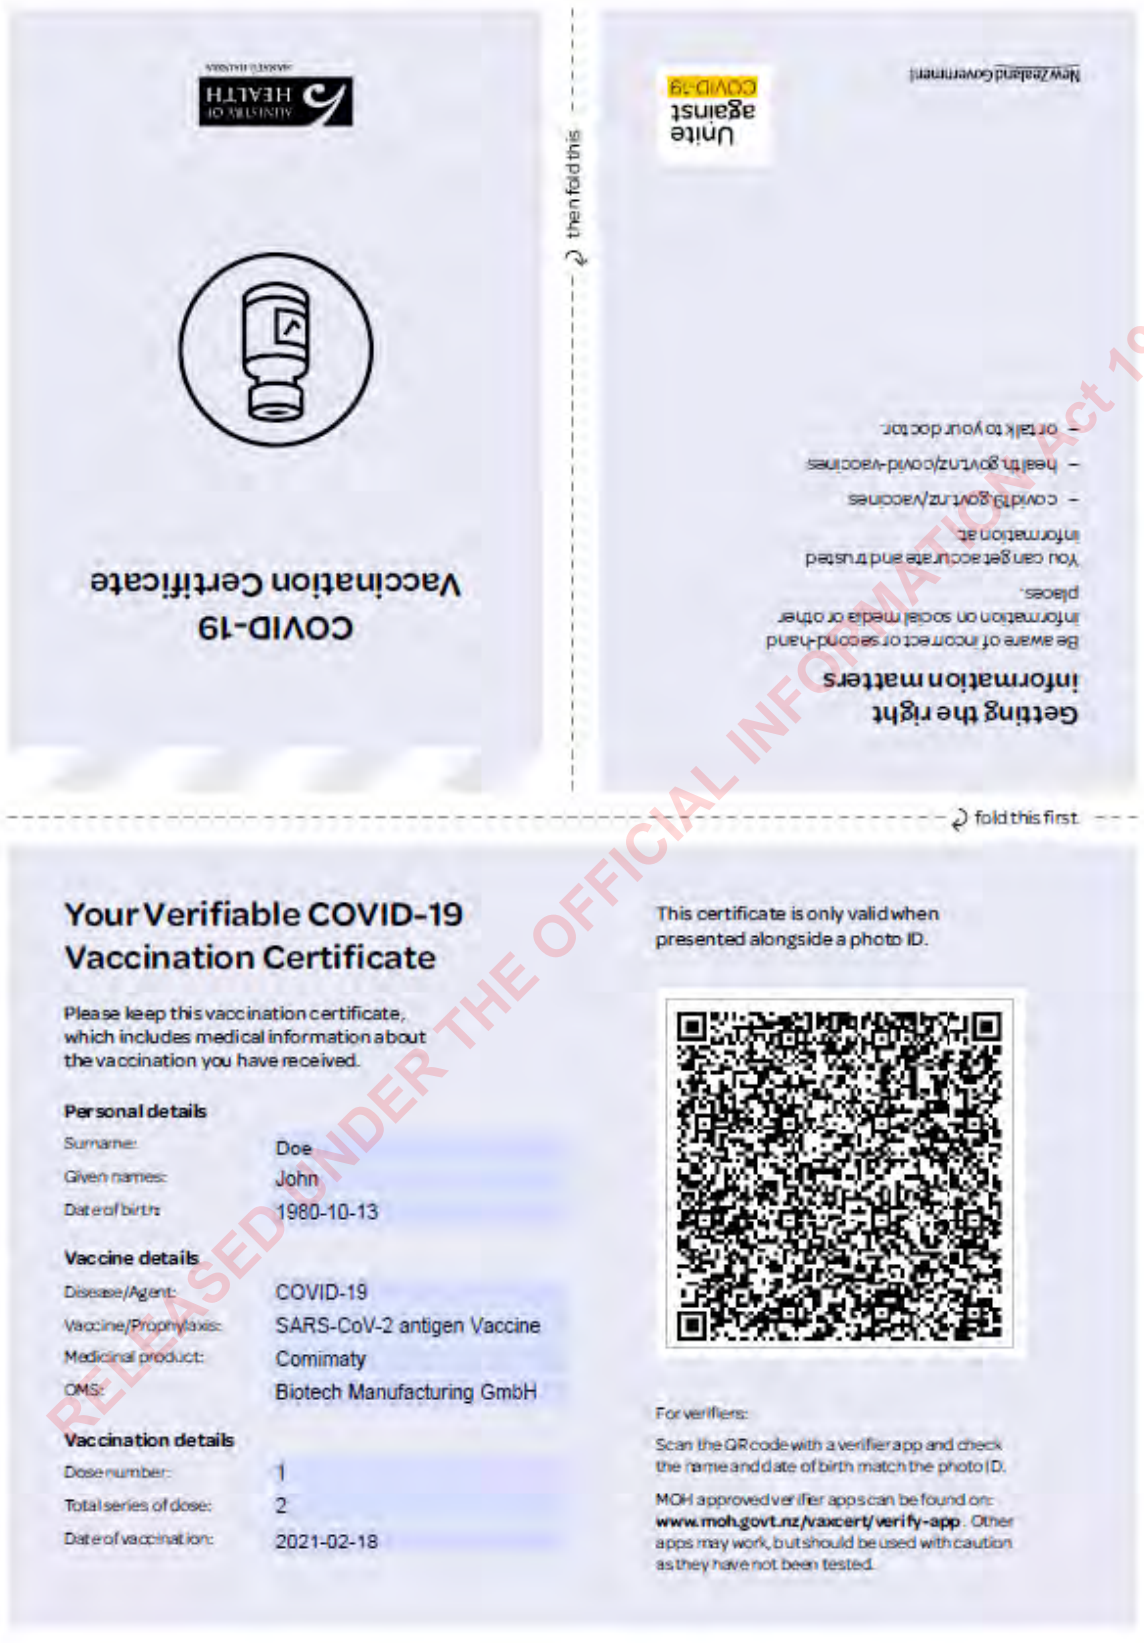 MINISTRY OF
HEALTH
MANATŪ HAUORA
COVID-19
Vaccination Certificate
then fold this
Getting the right
information matters
Be aware of incorrect or second-hand
information on social media or other
places.
You can get accurate and trusted
information at:
– covid19.govt.nz/vaccines
– health.govt.nz/covid-vaccines
– or talk to your doctor.
Unite
against
COVID-19
New Zealand Government
fold this first
Your Verifiable COVID-19
Vaccination Certificate
Please keep this vaccination certificate,
which includes medical information about
the vaccination you have received.
Personal details
Surname: Doe
Given names: John
Date of birth: 1980-10-13
Vaccine details
Disease/Agent: COVID-19
Vaccine/Prophylaxis: SARS-CoV-2 antigen Vaccine
Medicinal product: Comimaty
OMS: Biotech Manufacturing GmbH
Vaccination details
Dose number: 1
Total series of dose: 2
Date of vaccination: 2021-02-18
This certificate is only valid when
presented alongside a photo ID.
For verifiers:
Scan the QR code with a verifier app and check
the name and date of birth match the photo ID.
MOH approved verifier apps can be found on:
www.moh.govt.nz/vaxcert/verify-app. Other
apps may work, but should be used with caution
as they have not been tested.
RELEASED UNDER THE OFFICIAL INFORMATION Act 19